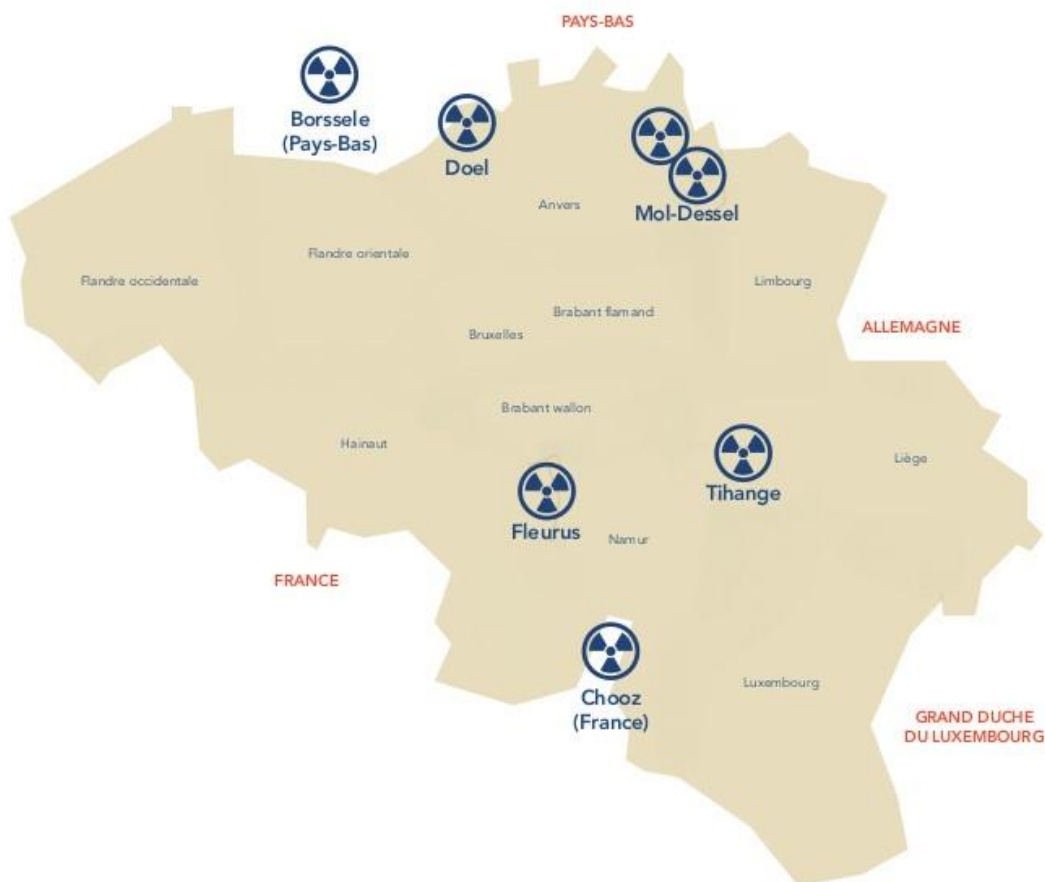 PAYS-BAS
Borssele
(Pays-Bas)
Doel
Mol-Dessel
Anvers
Flandre orientale
Flandre occidentale
Limbourg
Brabant flamand
ALLEMAGNE
Bruxelles
Brabant wallon
Hainaut
Liège
Tihange
Fleurus
Namur
FRANCE
Luxembourg
Chooz
(France)
GRAND DUCHE
DU LUXEMBOURG